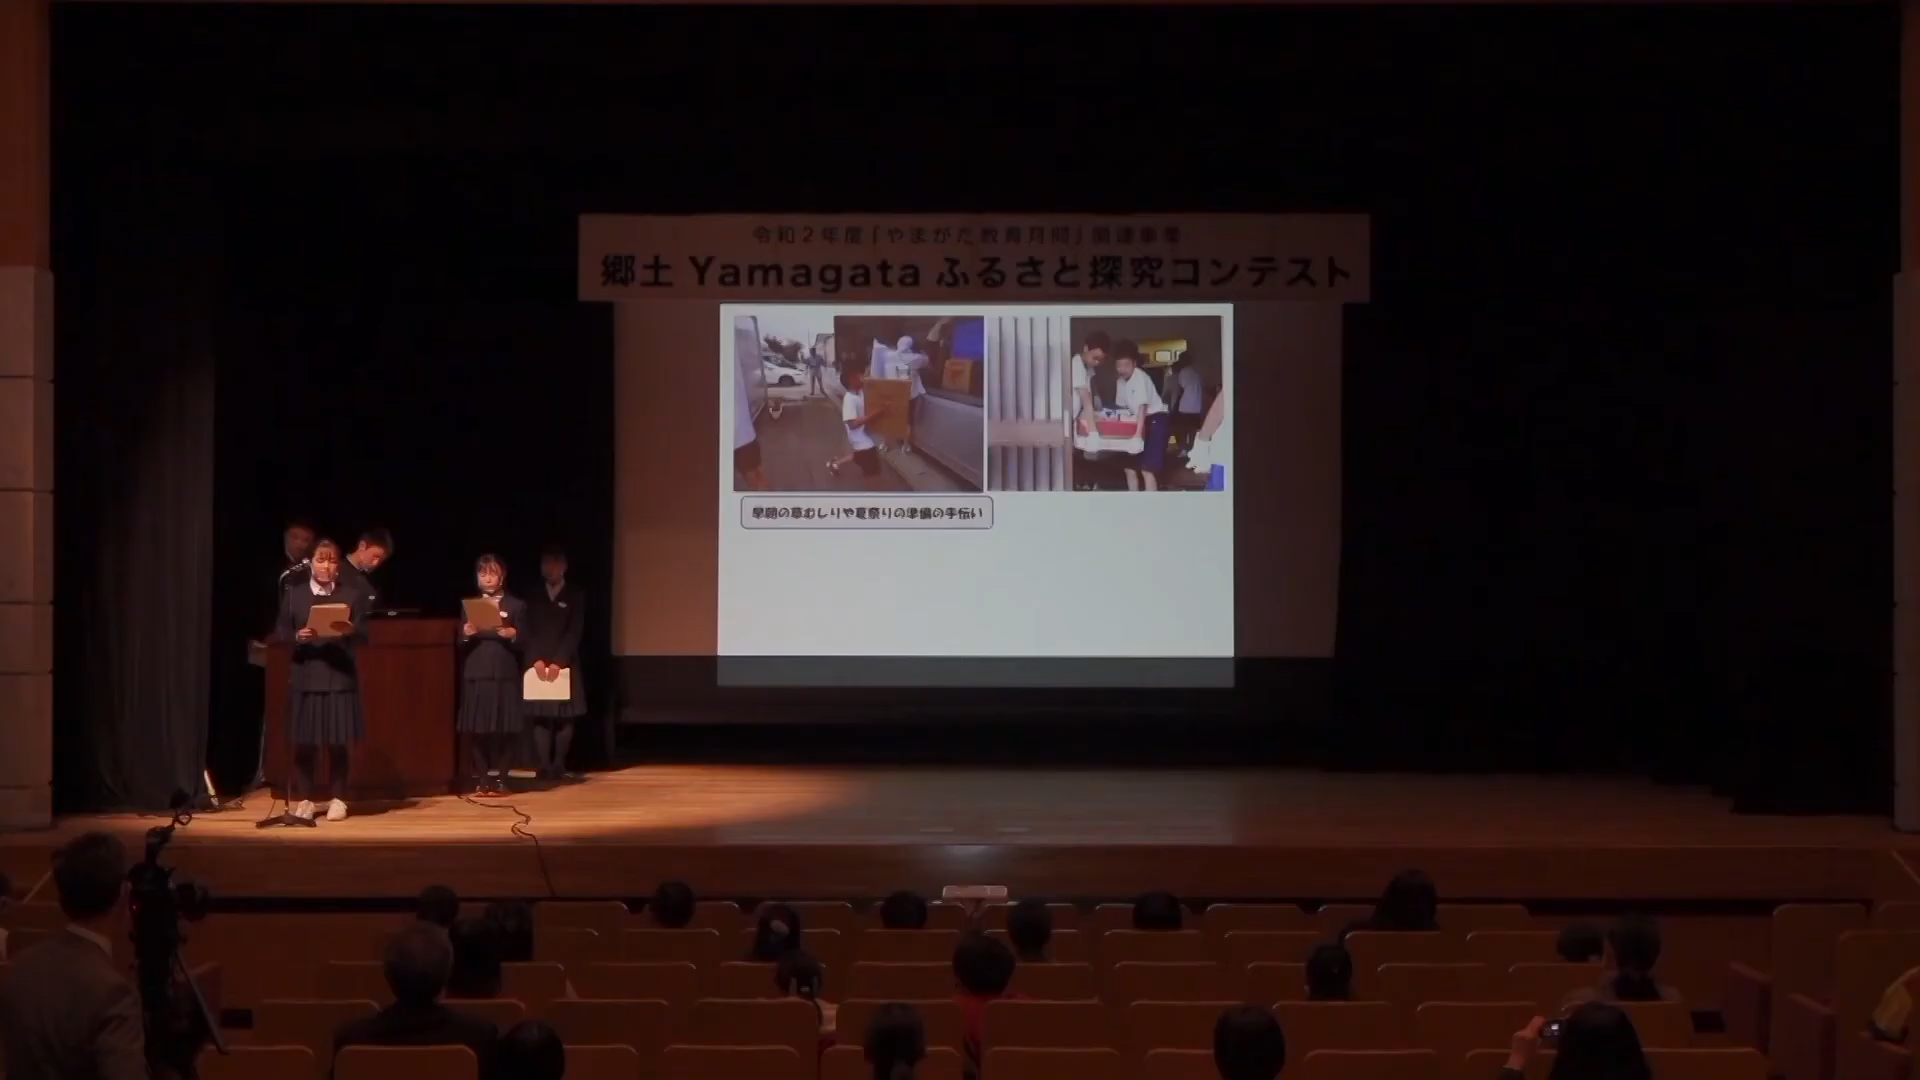 令和2年度「やまがた教育月間」関連事業
郷土 Yamagata ふるさと探究コンテスト
早朝の草むしりや夏祭りの準備の手伝い